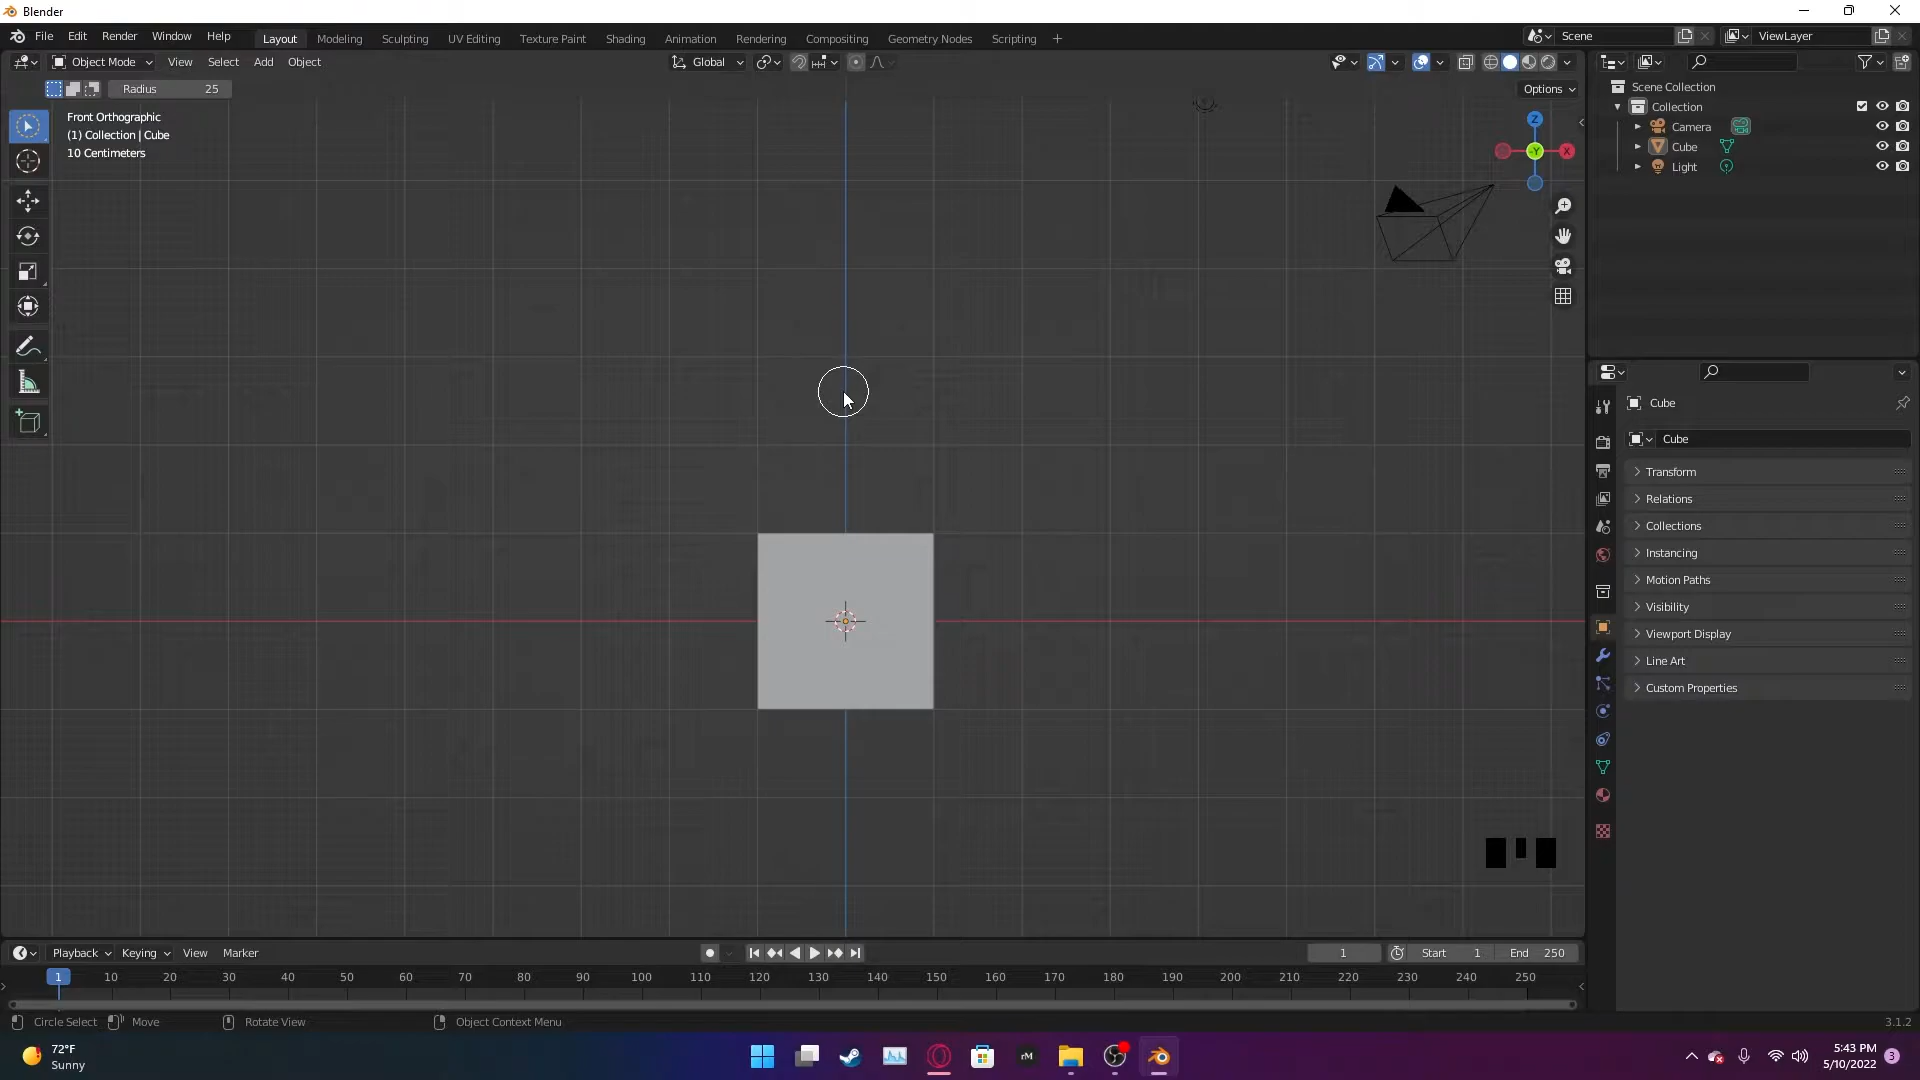 Blender
File Edit Render Window Help Layout Modeling Sculpting UV Editing Texture Paint Shading Animation Rendering Compositing Geometry Nodes Scripting Scene ViewLayer
Object Mode View Select Add Object Global
Radius 25 Options
Scene Collection
Collection
Camera
Cube
Light
Front Orthographic
(1) Collection | Cube
10 Centimeters
Z
-Y
X
Cube
Cube
Transform
Relations
Collections
Instancing
Motion Paths
Visibility
Viewport Display
Line Art
Custom Properties
Playback Keying View Marker 1 Start 1 End 250
1 10 20 30 40 50 60 70 80 90 100 110 120 130 140 150 160 170 180 190 200 210 220 230 240 250
Circle Select Move Rotate View Object Context Menu 3.1.2
72°F
Sunny
rM
5:43 PM
5/10/2022
3